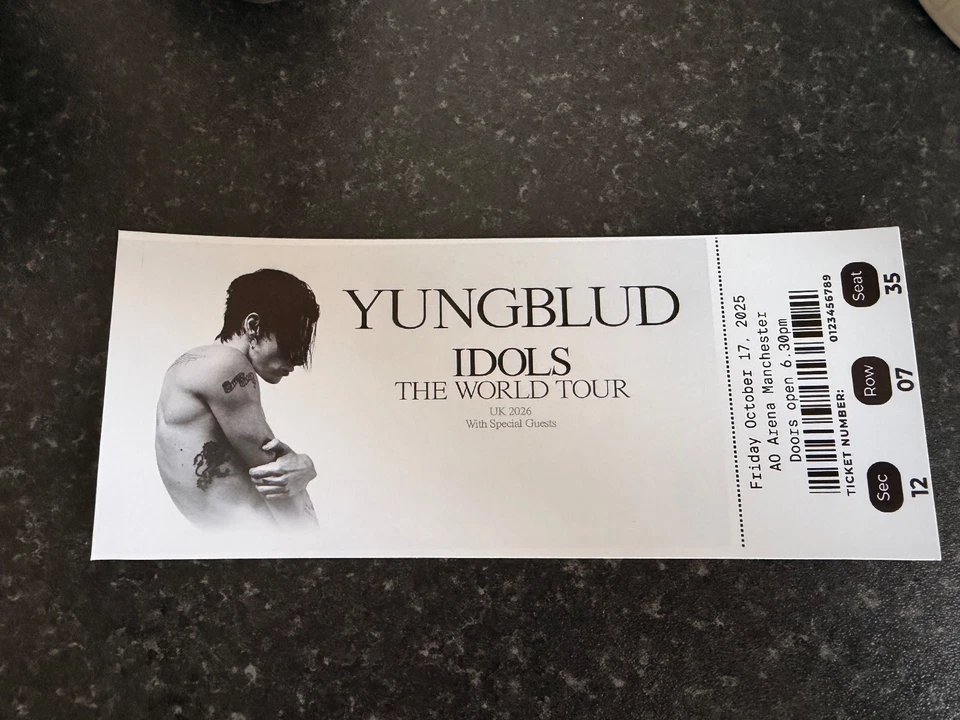 YUNGBLUD
IDOLS
THE WORLD TOUR
UK 2026
With Special Guests
Friday October 17, 2025
AO Arena Manchester
Doors open 6.30pm
0123456789
TICKET NUMBER:
Sec
12
Row
07
Seat
35